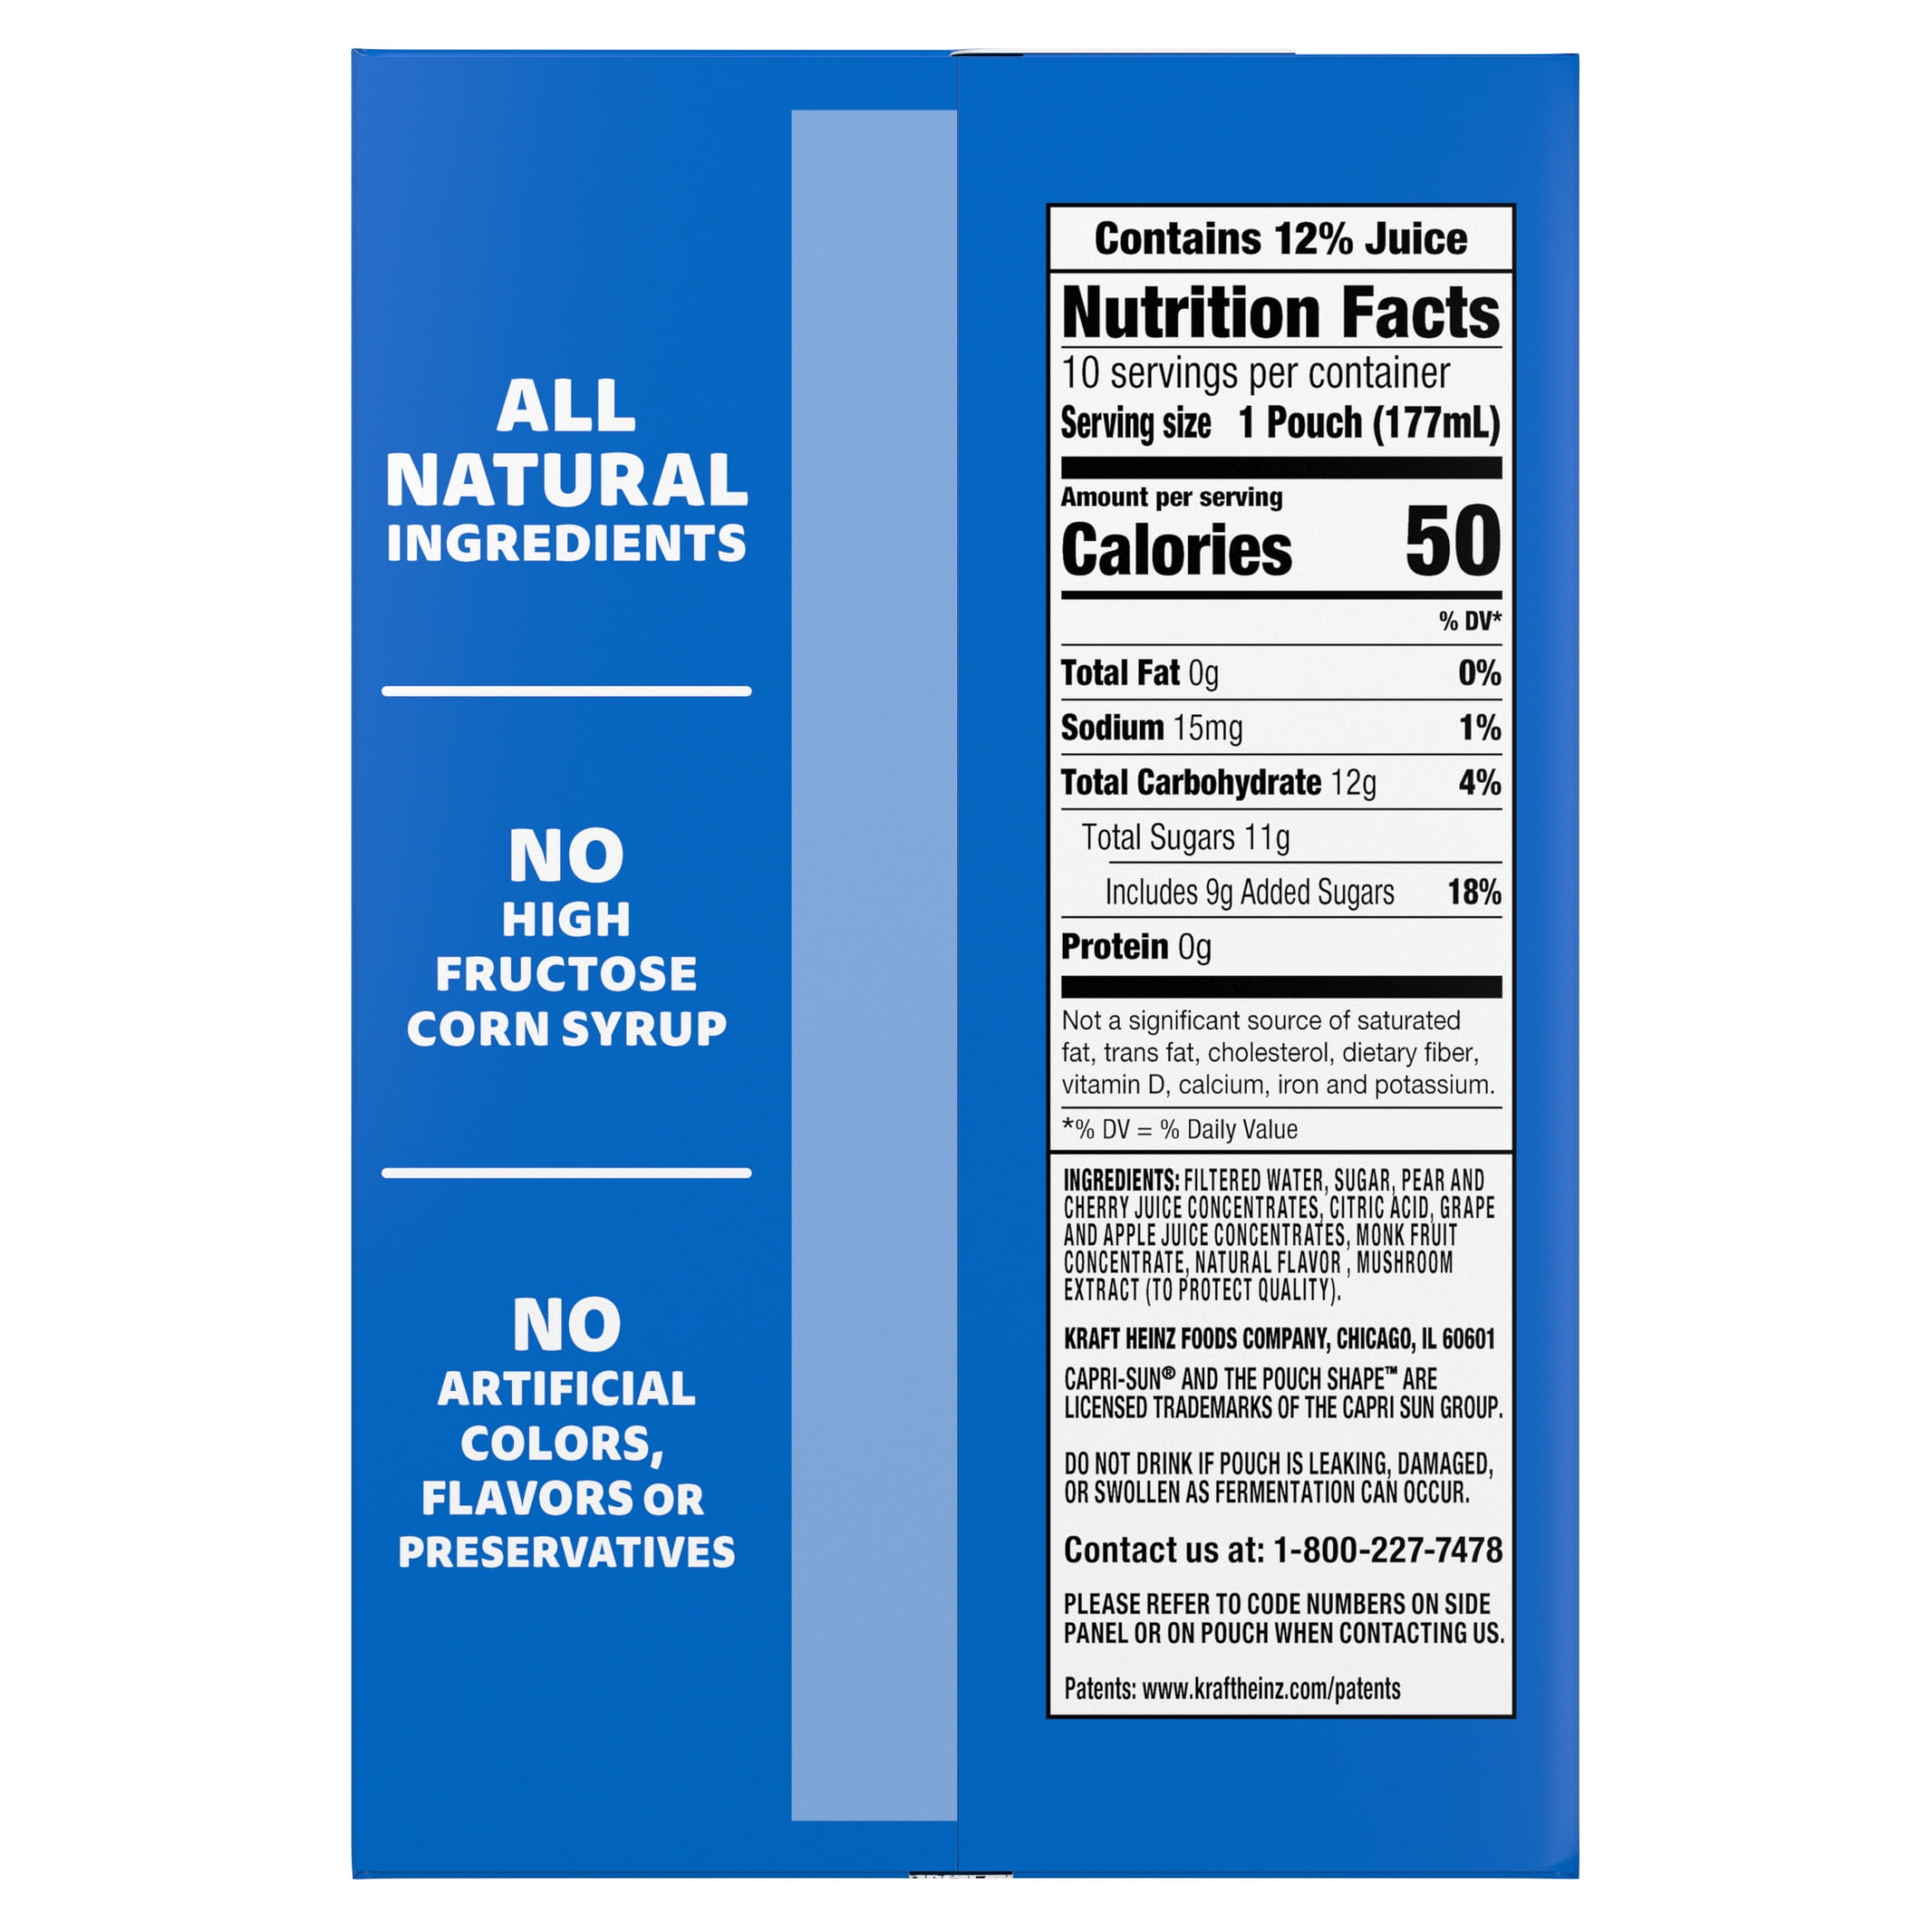 ALL
NATURAL
INGREDIENTS
NO
HIGH
FRUCTOSE
CORN SYRUP
NO
ARTIFICIAL
COLORS,
FLAVORS OR
PRESERVATIVES
Contains 12% Juice
Nutrition Facts
10 servings per container
Serving size 1 Pouch (177mL)
Amount per serving
Calories 50
% DV*
Total Fat 0g 0%
Sodium 15mg 1%
Total Carbohydrate 12g 4%
Total Sugars 11g
Includes 9g Added Sugars 18%
Protein 0g
Not a significant source of saturated
fat, trans fat, cholesterol, dietary fiber,
vitamin D, calcium, iron and potassium.
*% DV = % Daily Value
INGREDIENTS: FILTERED WATER, SUGAR, PEAR AND
CHERRY JUICE CONCENTRATES, CITRIC ACID, GRAPE
AND APPLE JUICE CONCENTRATES, MONK FRUIT
CONCENTRATE, NATURAL FLAVOR , MUSHROOM
EXTRACT (TO PROTECT QUALITY).
KRAFT HEINZ FOODS COMPANY, CHICAGO, IL 60601
CAPRI-SUN® AND THE POUCH SHAPE™ ARE
LICENSED TRADEMARKS OF THE CAPRI SUN GROUP.
DO NOT DRINK IF POUCH IS LEAKING, DAMAGED,
OR SWOLLEN AS FERMENTATION CAN OCCUR.
Contact us at: 1-800-227-7478
PLEASE REFER TO CODE NUMBERS ON SIDE
PANEL OR ON POUCH WHEN CONTACTING US.
Patents: www.kraftheinz.com/patents